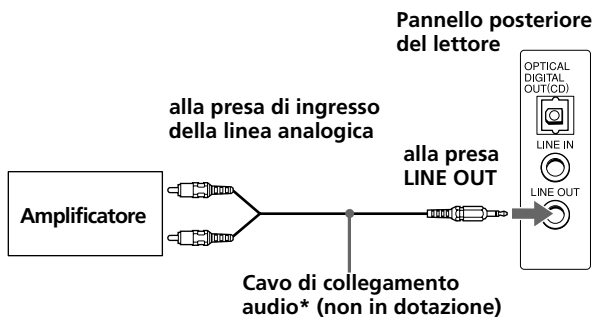 Pannello posteriore
del lettore
OPTICAL
DIGITAL
OUT(CD)
alla presa di ingresso
della linea analogica
LINE IN
alla presa
LINE OUT
LINE OUT
Amplificatore
Cavo di collegamento
audio* (non in dotazione)